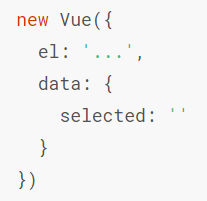 new Vue({
  el: '...',
  data: {
    selected: ''
  }
})